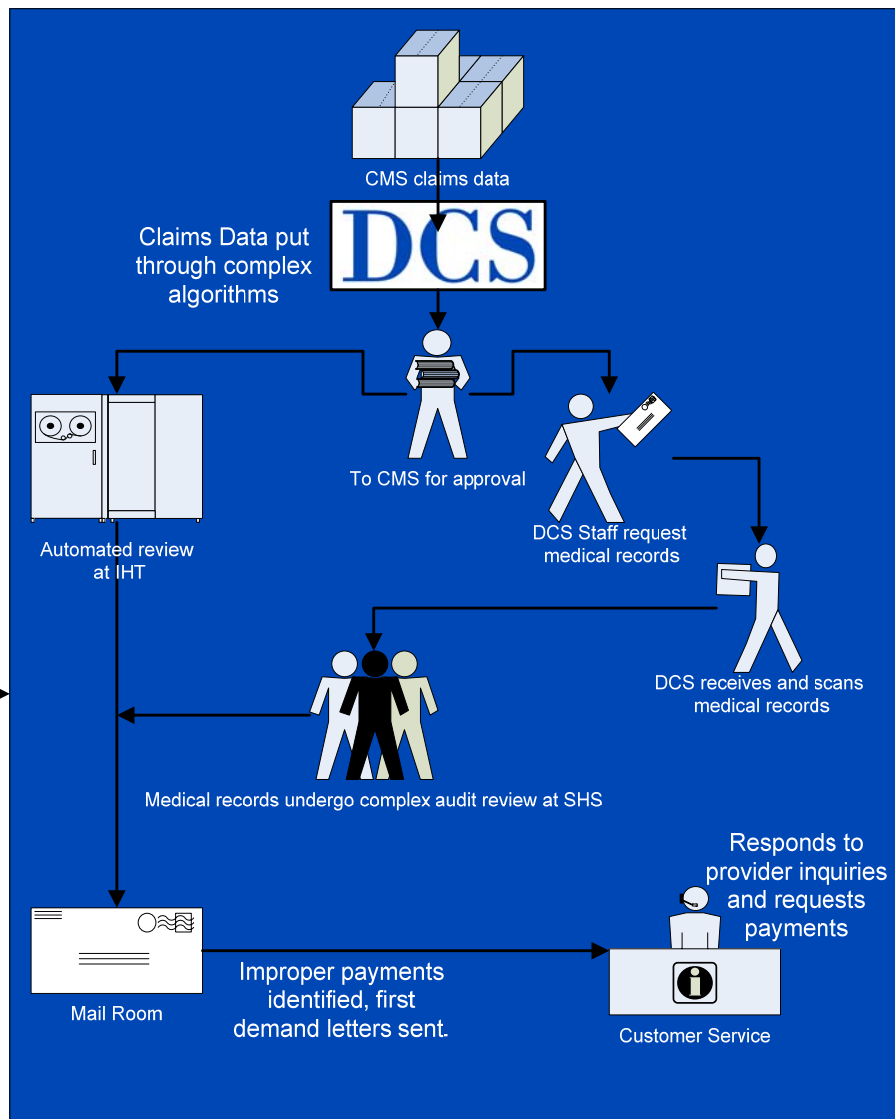 CMS claims data
Claims Data put
through complex
algorithms
DCS
To CMS for approval
DCS Staff request
medical records
Automated review
at IHT
DCS receives and scans
medical records
Medical records undergo complex audit review at SHS
Responds to
provider inquiries
and requests
payments
Improper payments
identified, first
demand letters sent.
Mail Room
i
Customer Service